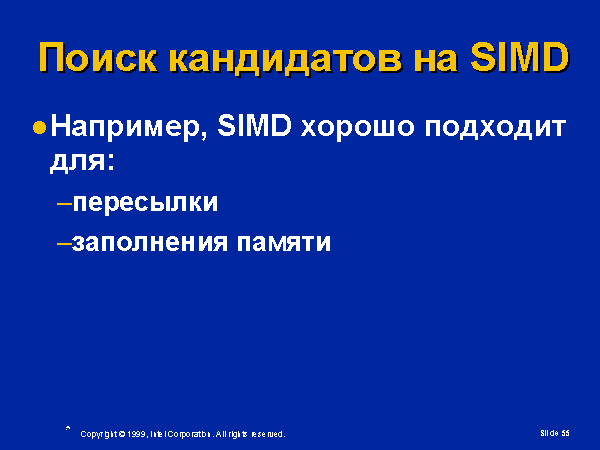 Поиск кандидатов на SIMD
●Например, SIMD хорошо подходит
для:
–пересылки
–заполнения памяти
* Copyright © 1999, Intel Corporation. All rights reserved. Slide 55